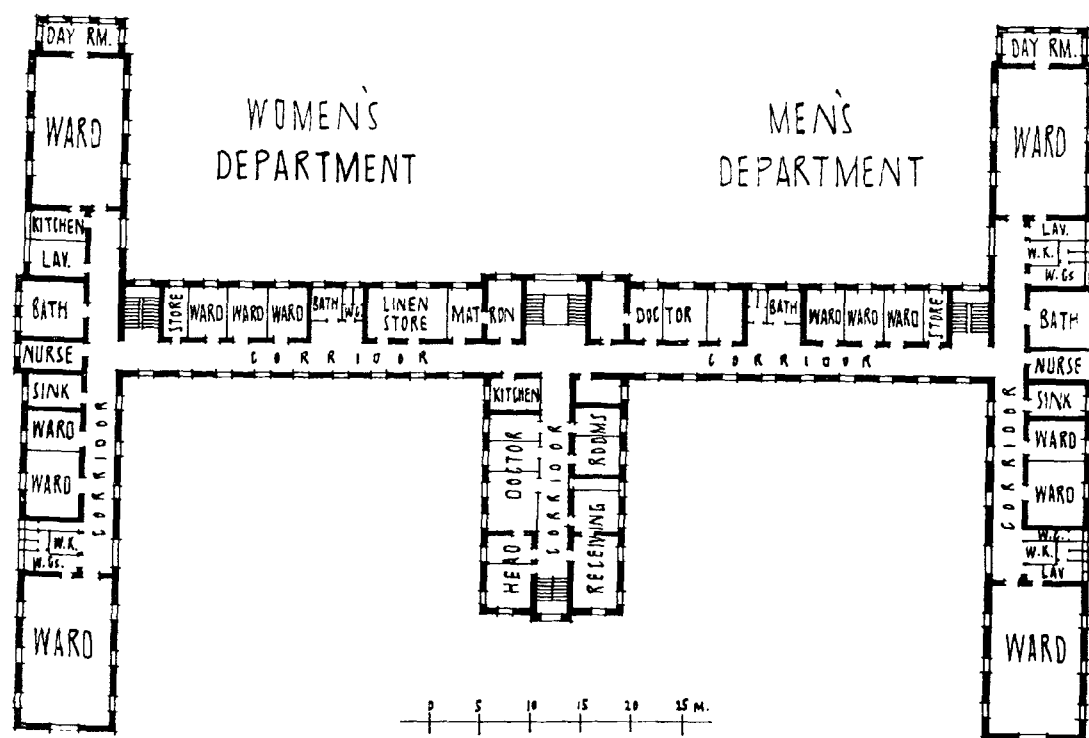 DAY RM.
WARD
KITCHEN
LAV.
BATH
NURSE
SINK
WARD
WARD
CORRIDOR
W.K.
W.Cs.
WARD
WOMEN'S
DEPARTMENT
STORE
WARD
WARD
WARD
BATH
W.C.
LINEN
STORE
MATRON
CORRIDOR
KITCHEN
HEAD DOCTOR
CORRIDOR
RECEIVING ROOMS
MEN'S
DEPARTMENT
DOCTOR
BATH
WARD
WARD
WARD
STORE
CORRIDOR
DAY RM.
WARD
LAV.
W.K.
W.Cs
BATH
NURSE
SINK
WARD
WARD
CORRIDOR
W.C.
W.K.
LAV
WARD
0 5 10 15 20 25 M.